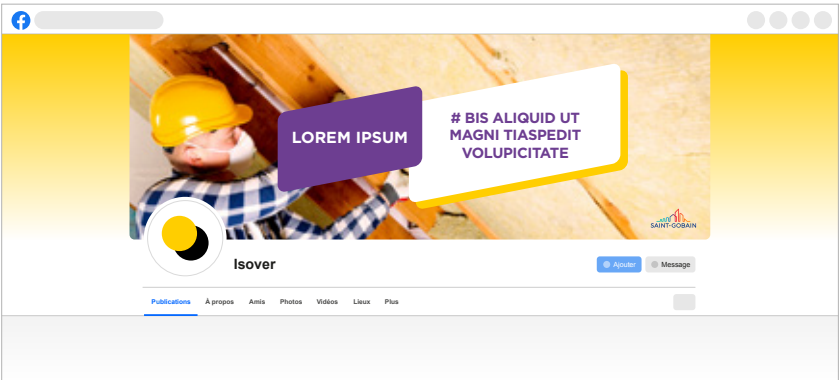 LOREM IPSUM
# BIS ALIQUID UT
MAGNI TIASPEDIT
VOLUPICITATE
SAINT-GOBAIN
Isover
Ajouter
Message
Publications
À propos
Amis
Photos
Vidéos
Lieux
Plus